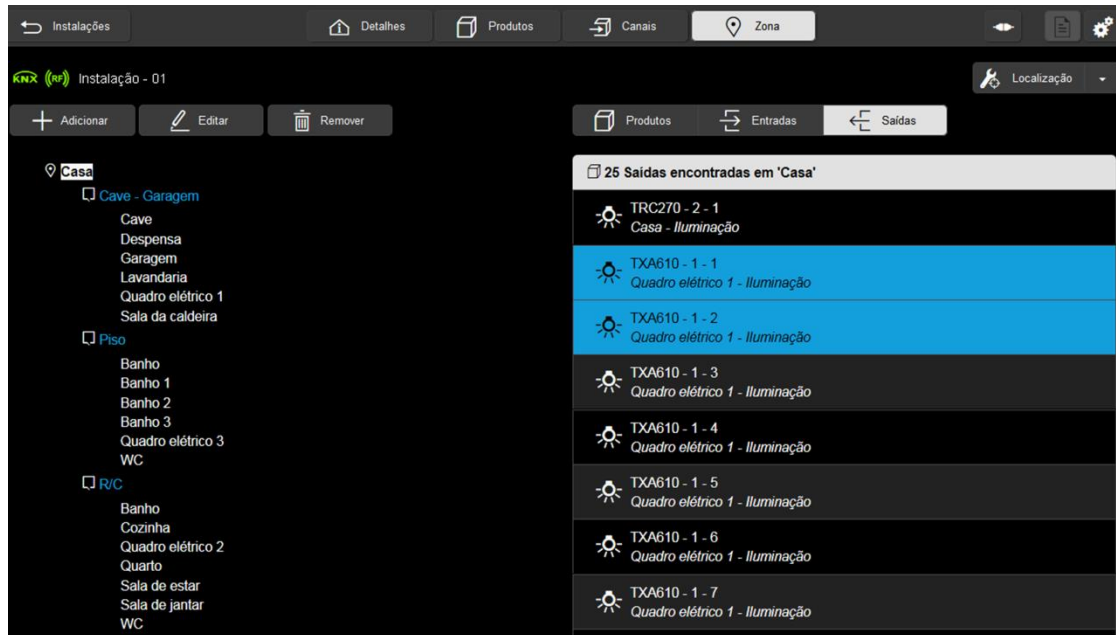 Instalações
Detalhes
Produtos
Canais
Zona
KNX ((RF)) Instalação - 01
Localização
Adicionar
Editar
Remover
Produtos
Entradas
Saídas
Casa
Cave - Garagem
Cave
Despensa
Garagem
Lavandaria
Quadro elétrico 1
Sala da caldeira
Piso
Banho
Banho 1
Banho 2
Banho 3
Quadro elétrico 3
WC
R/C
Banho
Cozinha
Quadro elétrico 2
Quarto
Sala de estar
Sala de jantar
WC
25 Saídas encontradas em 'Casa'
TRC270 - 2 - 1
Casa - Iluminação
TXA610 - 1 - 1
Quadro elétrico 1 - Iluminação
TXA610 - 1 - 2
Quadro elétrico 1 - Iluminação
TXA610 - 1 - 3
Quadro elétrico 1 - Iluminação
TXA610 - 1 - 4
Quadro elétrico 1 - Iluminação
TXA610 - 1 - 5
Quadro elétrico 1 - Iluminação
TXA610 - 1 - 6
Quadro elétrico 1 - Iluminação
TXA610 - 1 - 7
Quadro elétrico 1 - Iluminação